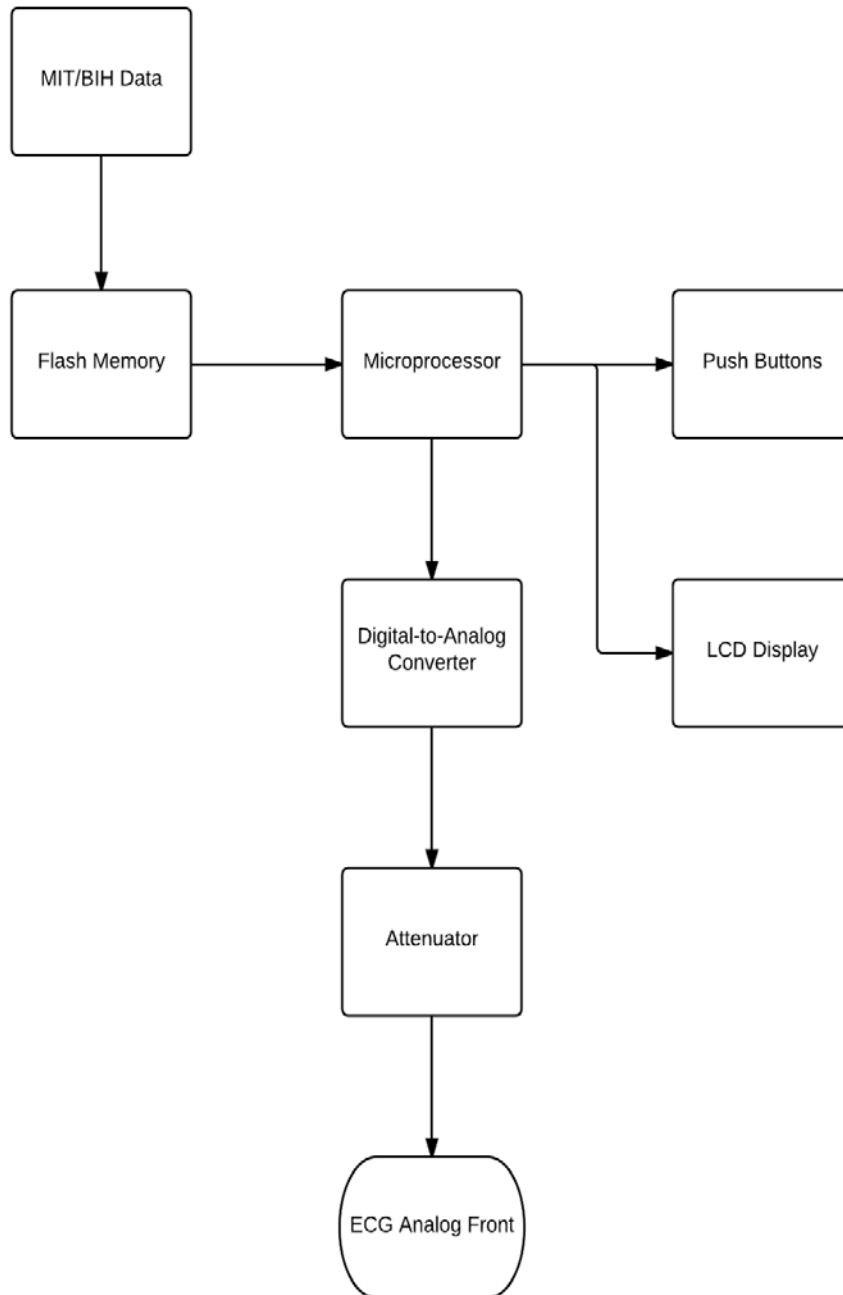 MIT/BIH Data
Flash Memory
Microprocessor
Push Buttons
Digital-to-Analog
Converter
LCD Display
Attenuator
ECG Analog Front